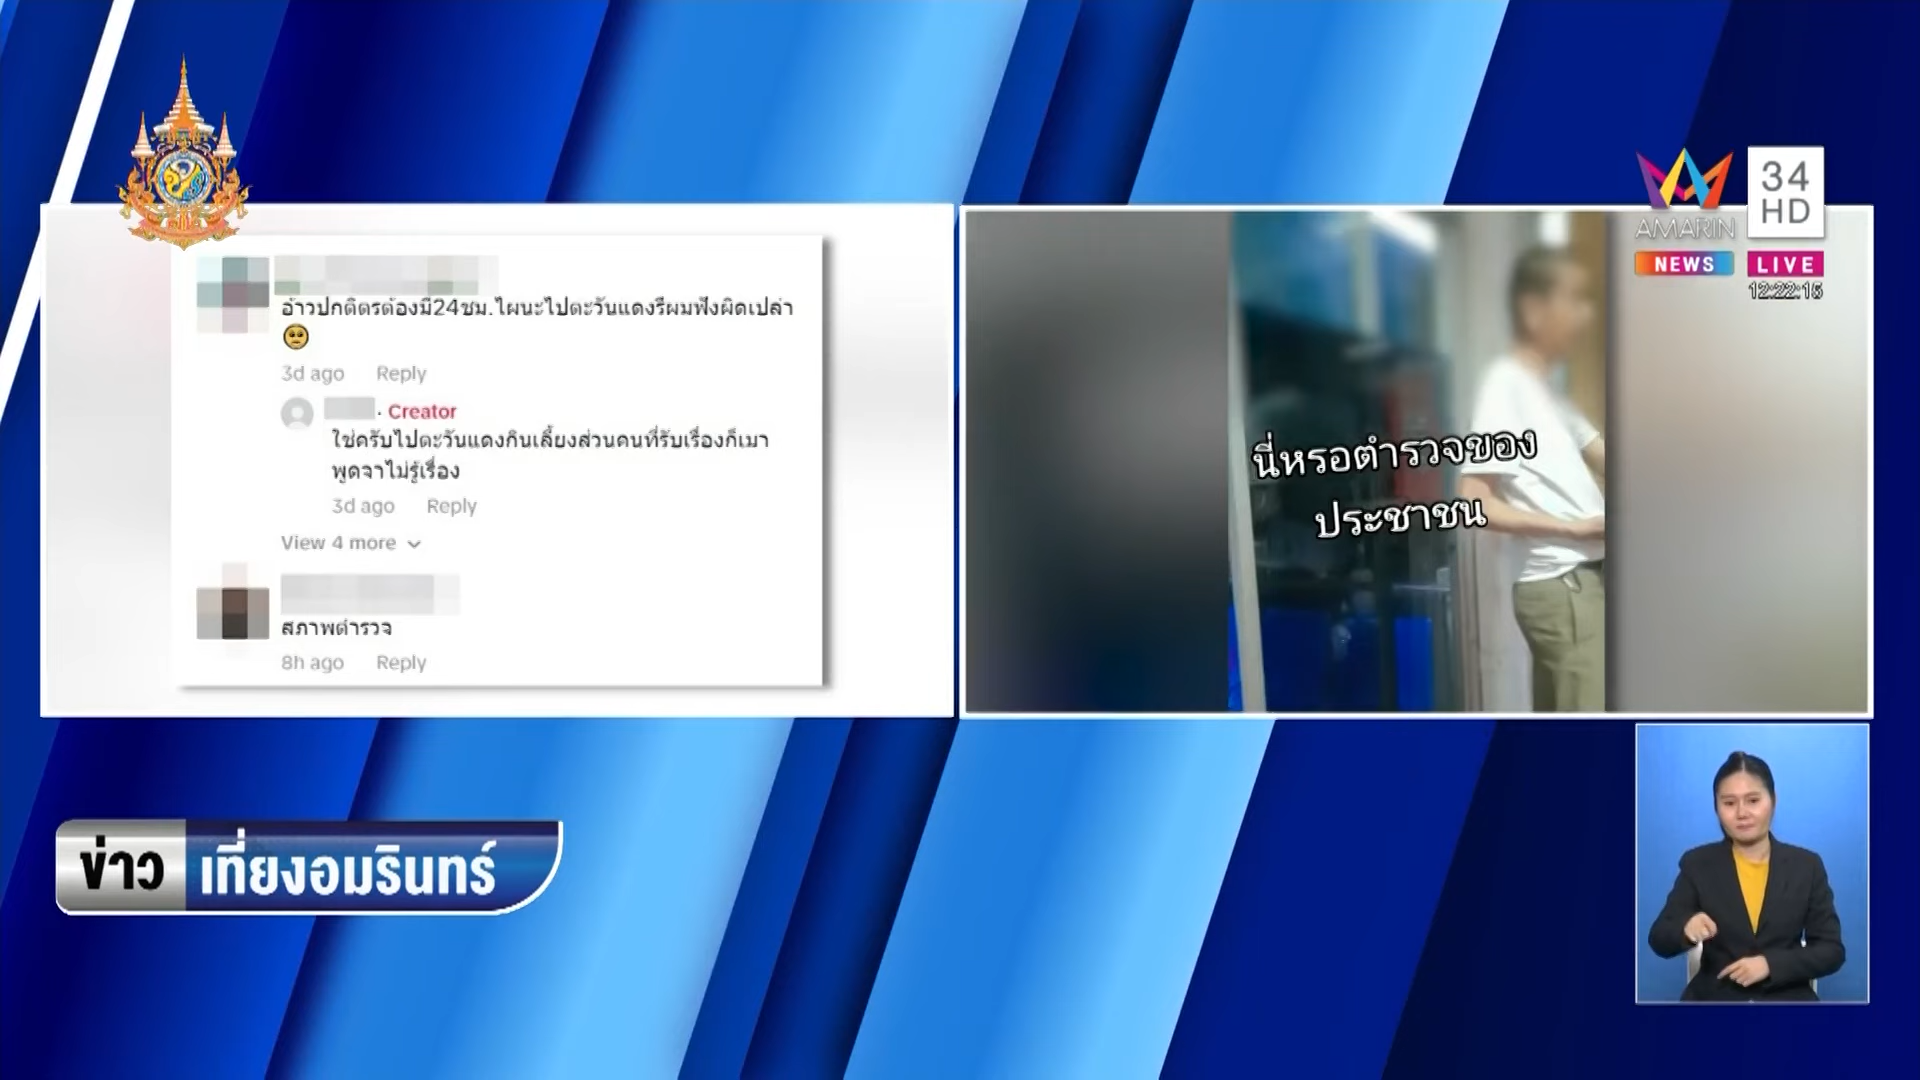 AMARIN
34
HD
NEWS
LIVE
12:22:15
อ้าวปกติตรต้องมี24ชม.ไผนะไปตะวันแดงรึผมฟังผิดเปล่า
3d ago Reply
. Creator
ใช่ครับไปตะวันแดงกินเลี้ยงส่วนคนที่รับเรื่องก็เมา
พูดจาไม่รู้เรื่อง
3d ago Reply
View 4 more
สภาพตำรวจ
8h ago Reply
นี่หรอตำรวจของ
ประชาชน
ข่าว เที่ยงอมรินทร์